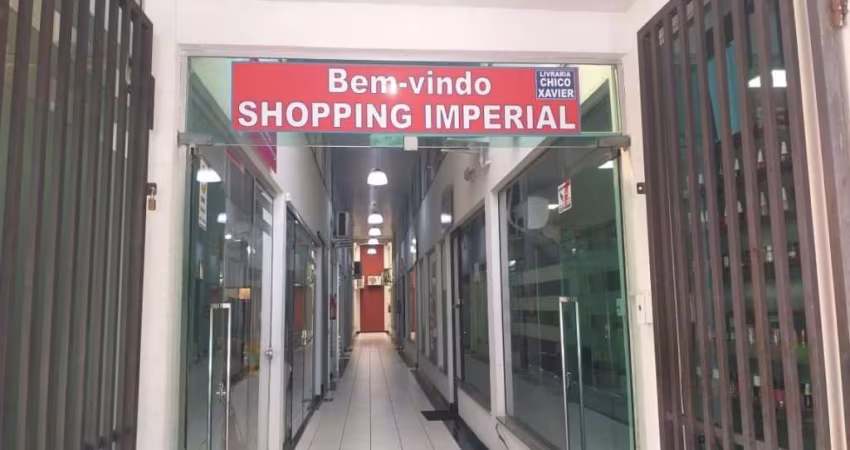 Bem-vindo
SHOPPING IMPERIAL
LIVRARIA
CHICO
XAVIER